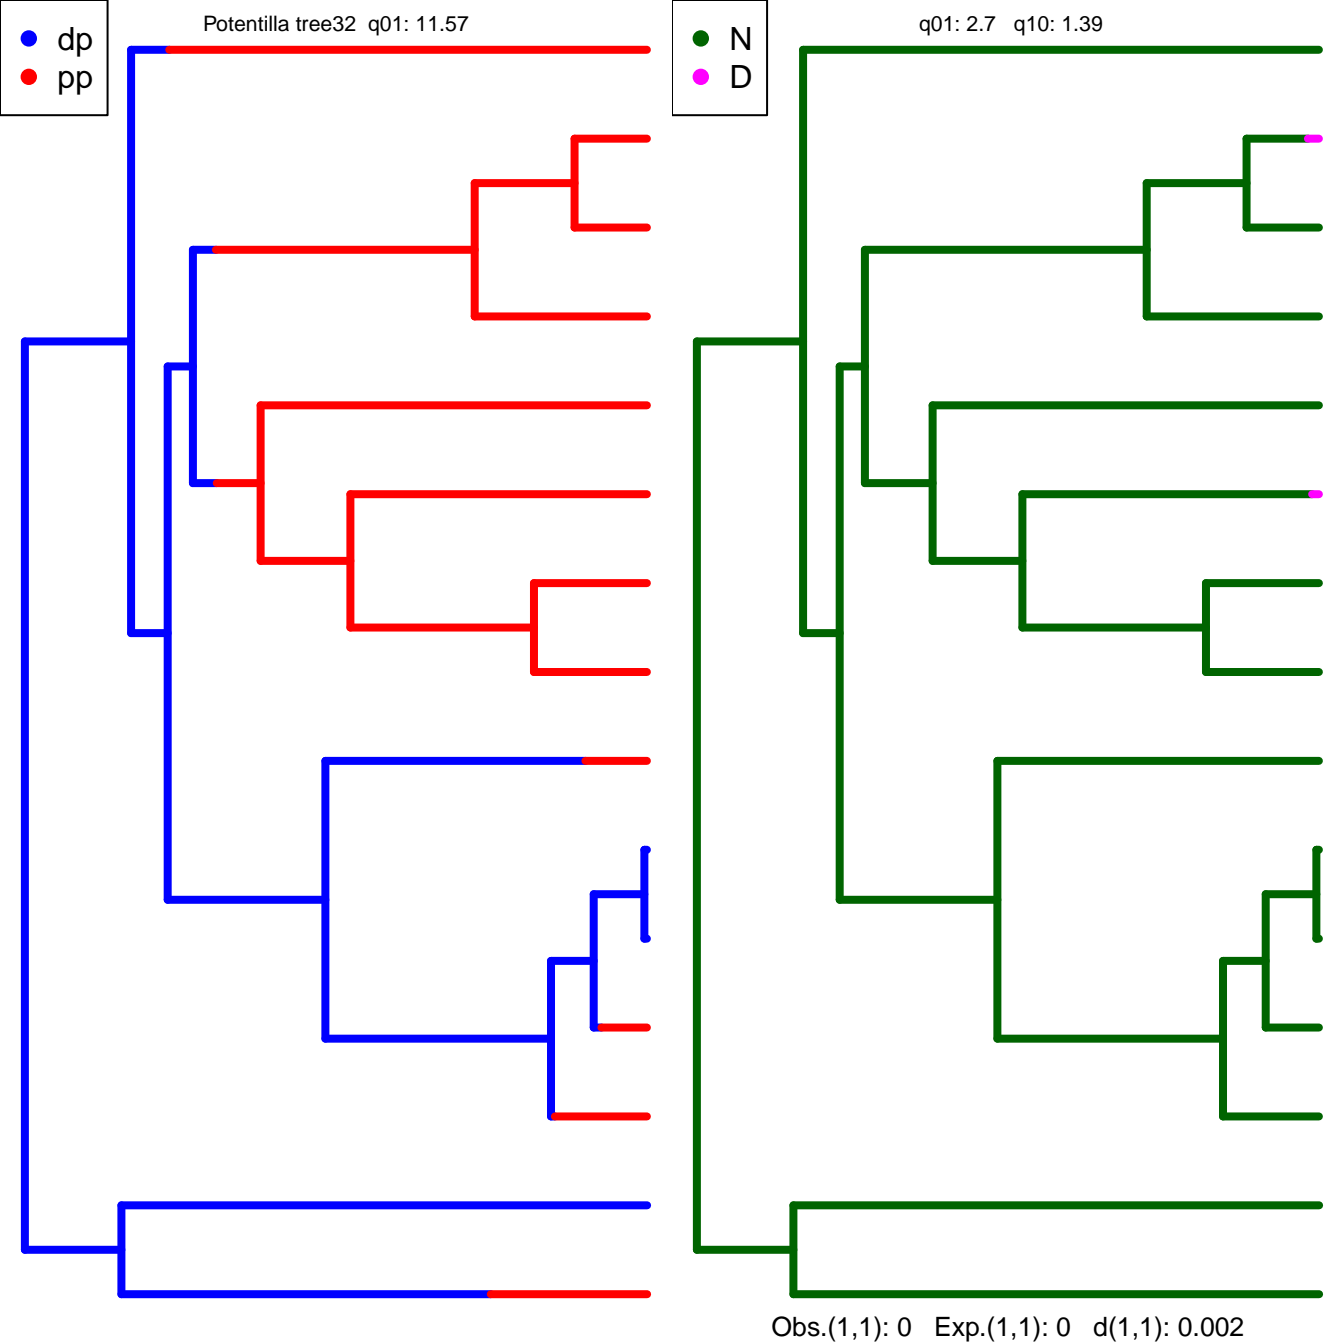 dp
pp
Potentilla tree32 q01: 11.57
N
D
q01: 2.7 q10: 1.39
Obs.(1,1): 0 Exp.(1,1): 0 d(1,1): 0.002